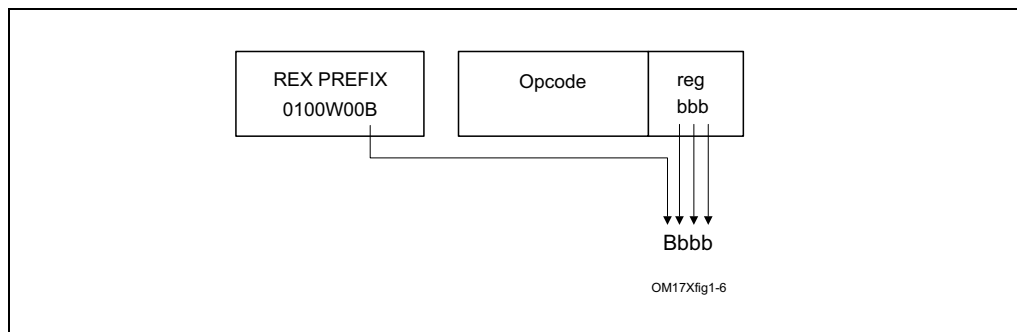 REX PREFIX
0100W00B
Opcode
reg
bbb
Bbbb
OM17Xfig1-6